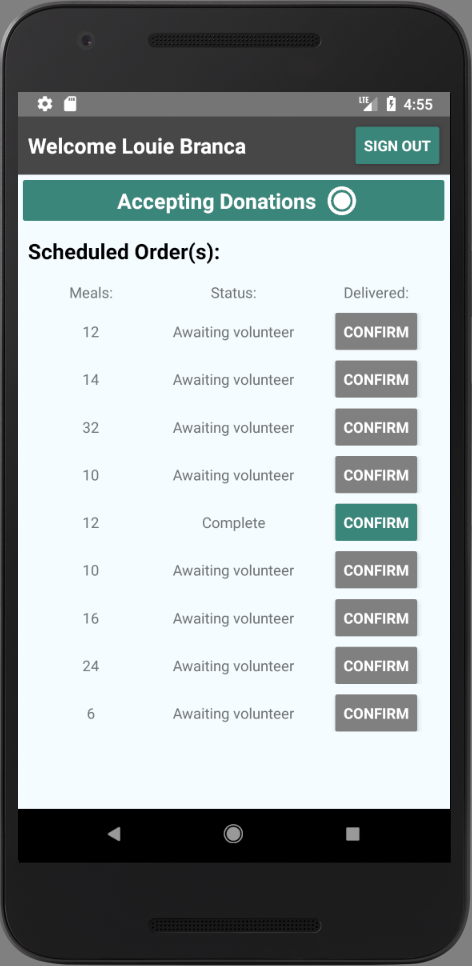 LTE 4:55
Welcome Louie Branca SIGN OUT
Accepting Donations
Scheduled Order(s):
Meals: Status: Delivered:
12 Awaiting volunteer CONFIRM
14 Awaiting volunteer CONFIRM
32 Awaiting volunteer CONFIRM
10 Awaiting volunteer CONFIRM
12 Complete CONFIRM
10 Awaiting volunteer CONFIRM
16 Awaiting volunteer CONFIRM
24 Awaiting volunteer CONFIRM
6 Awaiting volunteer CONFIRM